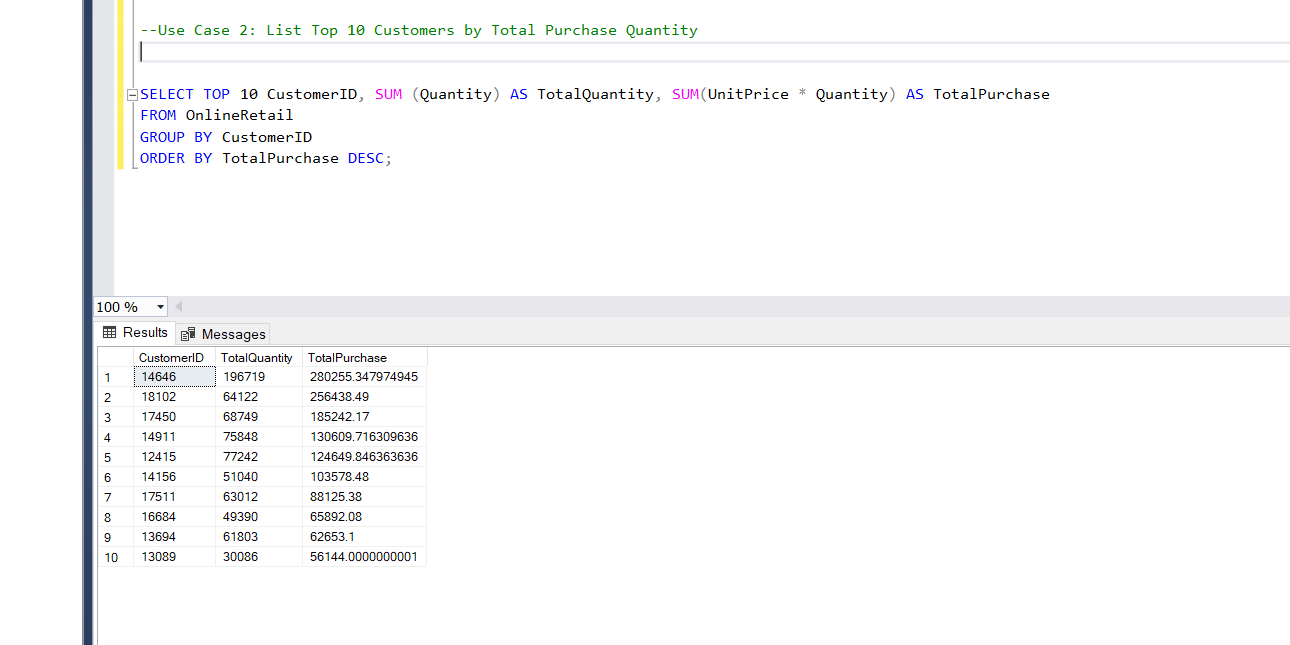 --Use Case 2: List Top 10 Customers by Total Purchase Quantity
SELECT TOP 10 CustomerID, SUM (Quantity) AS TotalQuantity, SUM(UnitPrice * Quantity) AS TotalPurchase
FROM OnlineRetail
GROUP BY CustomerID
ORDER BY TotalPurchase DESC;
100 %
Results Messages
CustomerID TotalQuantity TotalPurchase
1 14646 196719 280255.347974945
2 18102 64122 256438.49
3 17450 68749 185242.17
4 14911 75848 130609.716309636
5 12415 77242 124649.846363636
6 14156 51040 103578.48
7 17511 63012 88125.38
8 16684 49390 65892.08
9 13694 61803 62653.1
10 13089 30086 56144.0000000001